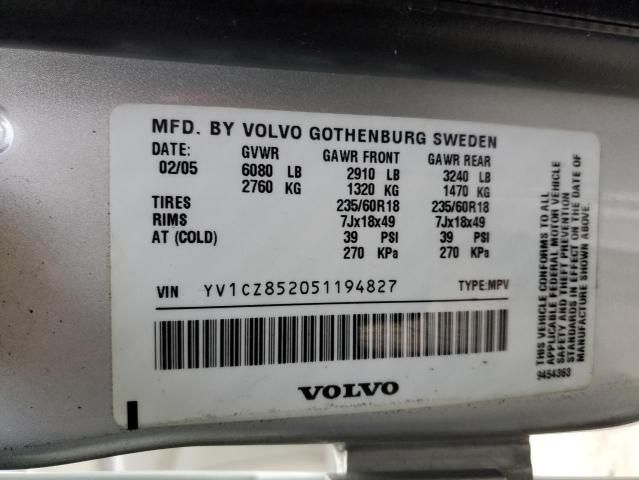 MFD. BY VOLVO GOTHENBURG SWEDEN
DATE: GVWR GAWR FRONT GAWR REAR
02/05 6080 LB 2910 LB 3240 LB
2760 KG 1320 KG 1470 KG
TIRES 235/60R18 235/60R18
RIMS 7Jx18x49 7Jx18x49
AT (COLD) 39 PSI 39 PSI
270 KPa 270 KPa
VIN YV1CZ852051194827 TYPE:MPV
VOLVO
THIS VEHICLE CONFORMS TO ALL
APPLICABLE FEDERAL MOTOR VEHICLE
SAFETY AND THEFT PREVENTION
STANDARDS IN EFFECT ON THE DATE OF
MANUFACTURE SHOWN ABOVE.
9454363